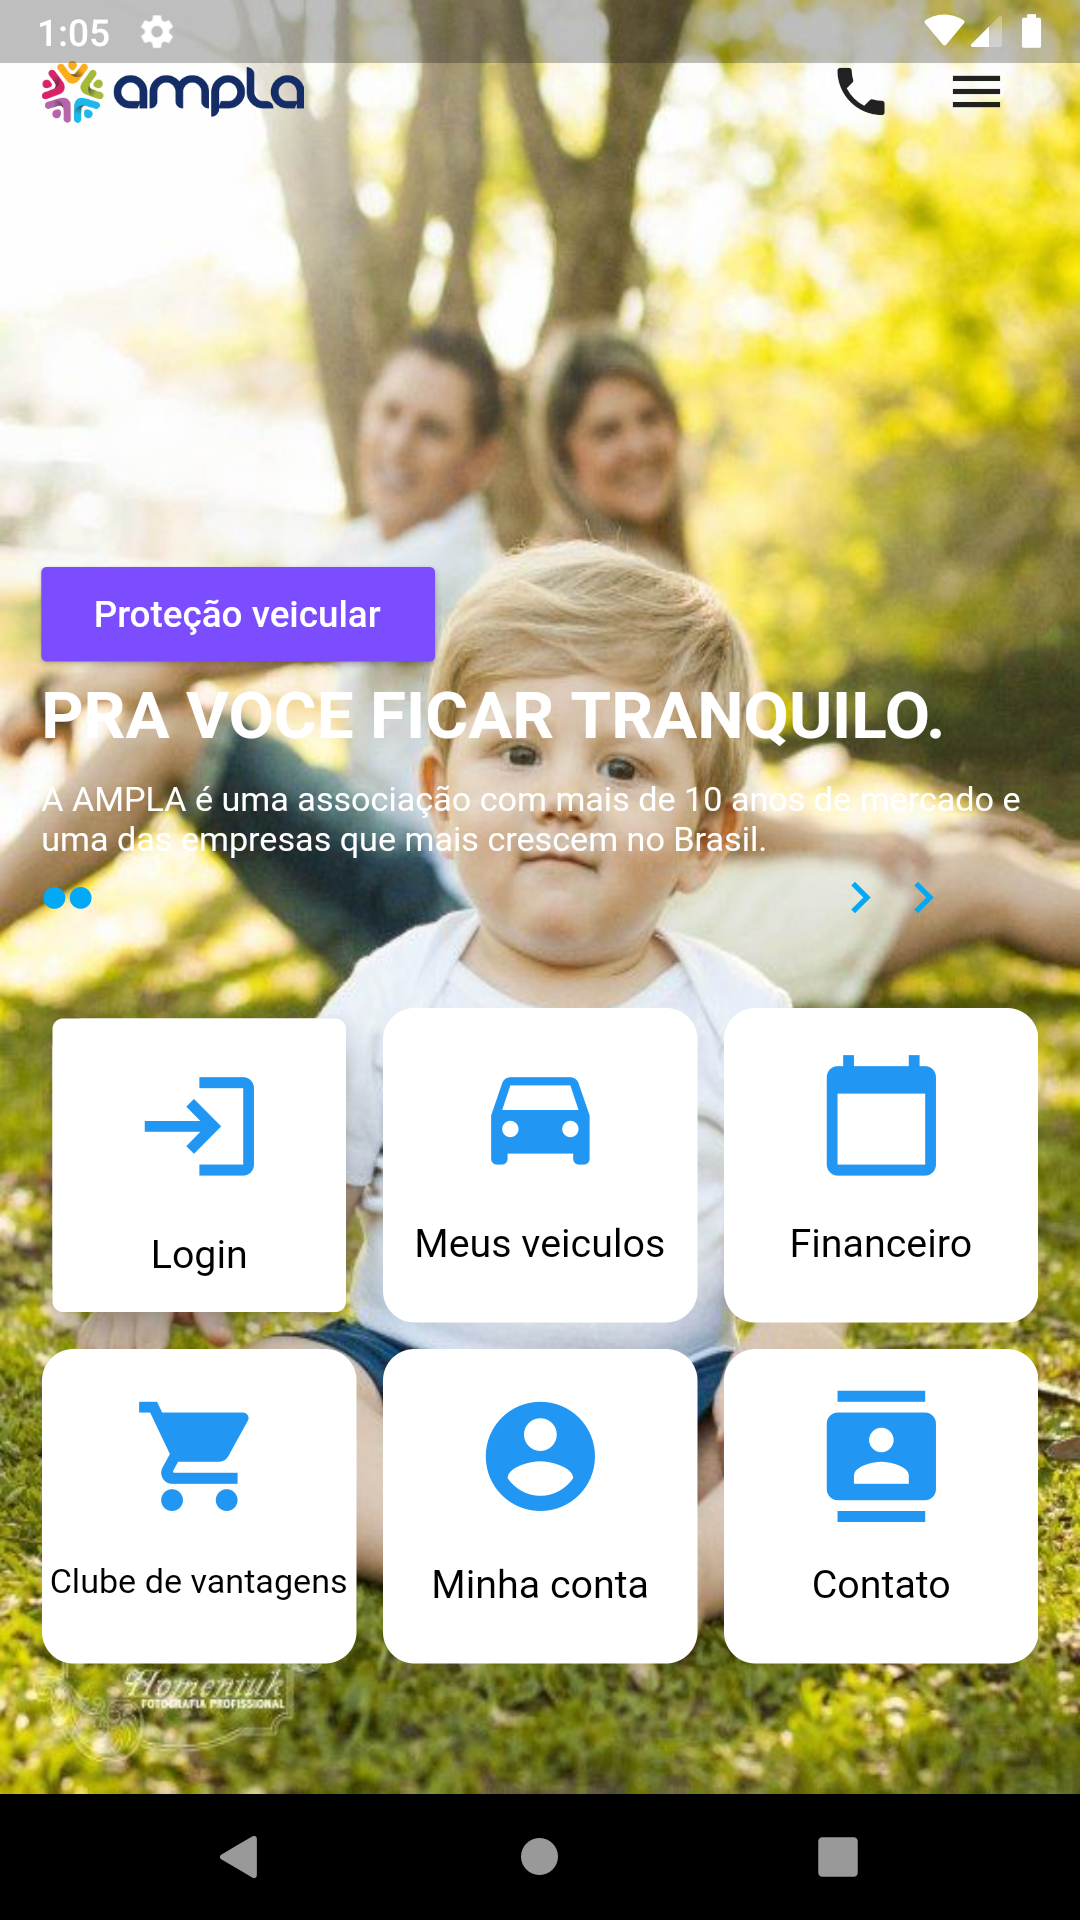 1:05
ampla
Proteção veicular
PRA VOCE FICAR TRANQUILO.
A AMPLA é uma associação com mais de 10 anos de mercado e
uma das empresas que mais crescem no Brasil.
Login
Meus veiculos
Financeiro
Clube de vantagens
Minha conta
Contato
Homeniuk
FOTOGRAFIA PROFISSIONAL